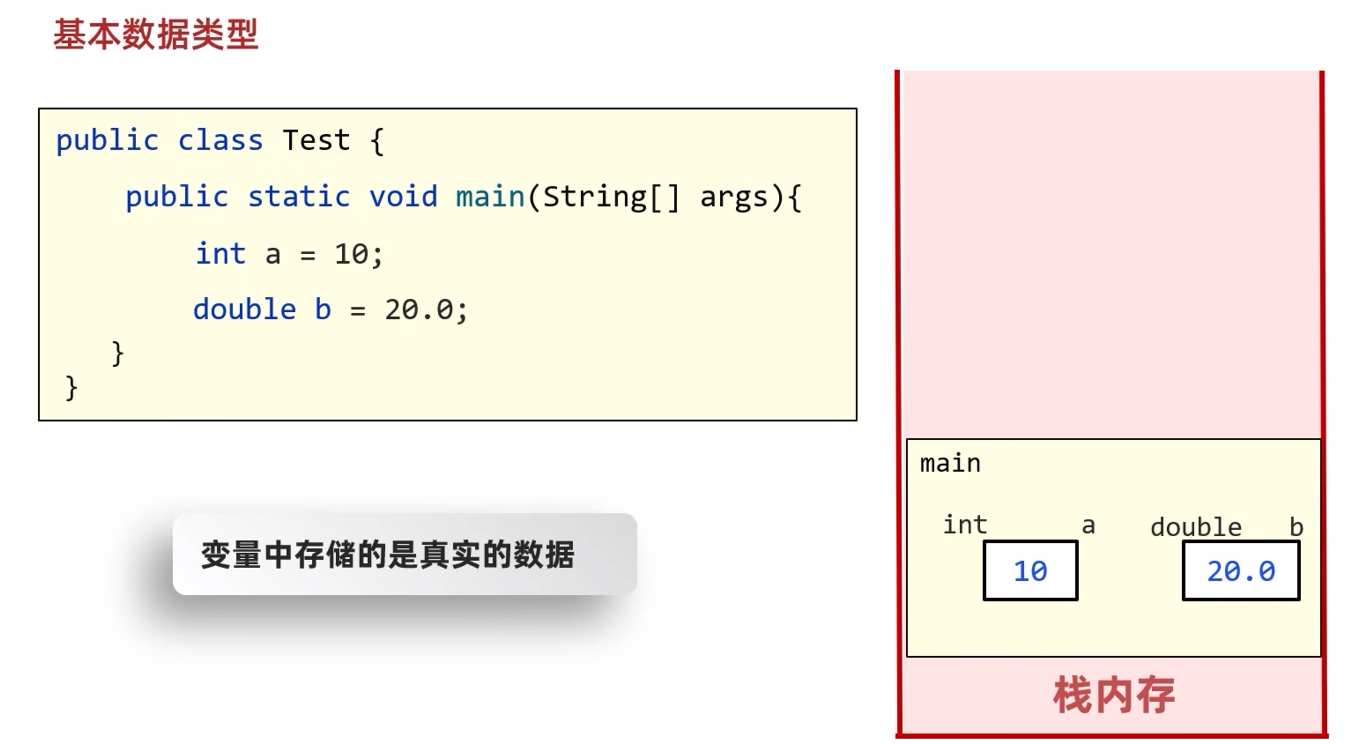 基本数据类型
public class Test {
public static void main(String[] args){
int a = 10;
double b = 20.0;
}
}
变量中存储的是真实的数据
main
int a double b
10 20.0
栈内存